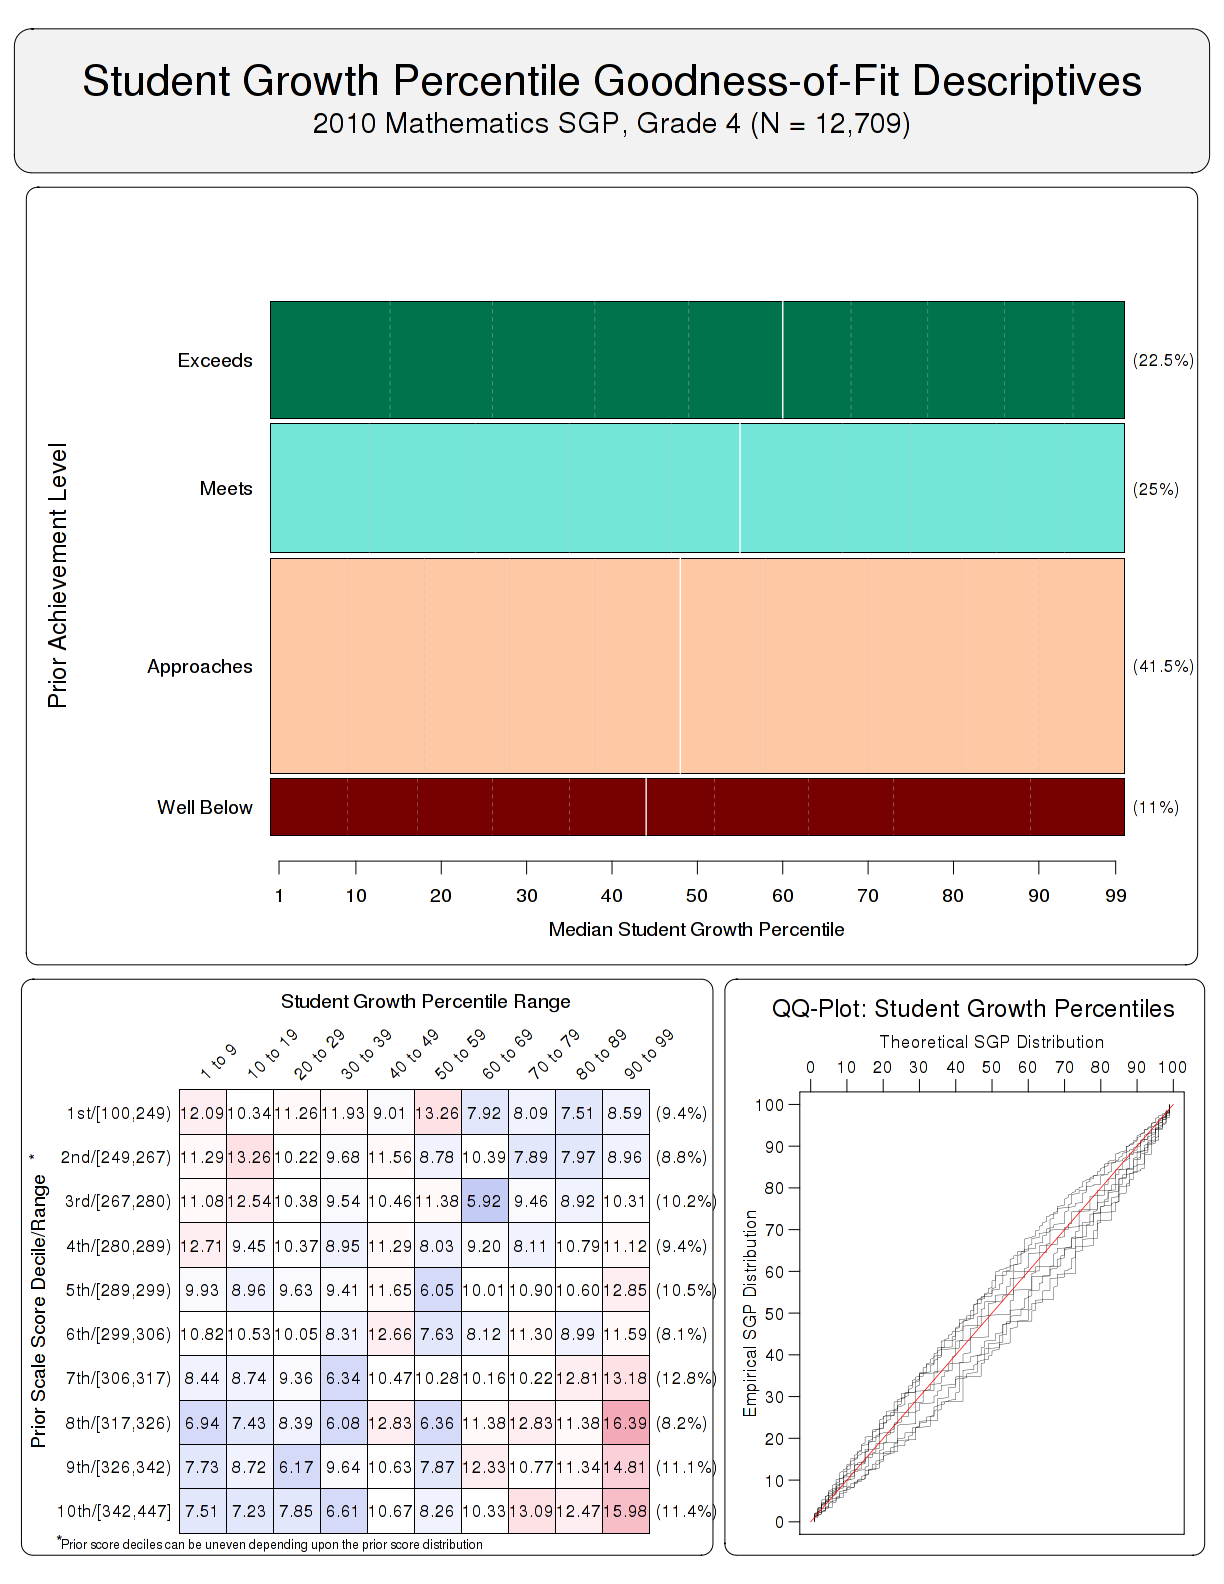 Student Growth Percentile Goodness-of-Fit Descriptives
2010 Mathematics SGP, Grade 4 (N = 12,709)
Prior Achievement Level
Exceeds (22.5%)
Meets (25%)
Approaches (41.5%)
Well Below (11%)
1 10 20 30 40 50 60 70 80 90 99
Median Student Growth Percentile
Student Growth Percentile Range
1 to 9 10 to 19 20 to 29 30 to 39 40 to 49 50 to 59 60 to 69 70 to 79 80 to 89 90 to 99
Prior Scale Score Decile/Range *
1st/[100,249) 12.09 10.34 11.26 11.93 9.01 13.26 7.92 8.09 7.51 8.59 (9.4%)
2nd/[249,267) 11.29 13.26 10.22 9.68 11.56 8.78 10.39 7.89 7.97 8.96 (8.8%)
3rd/[267,280) 11.08 12.54 10.38 9.54 10.46 11.38 5.92 9.46 8.92 10.31 (10.2%)
4th/[280,289) 12.71 9.45 10.37 8.95 11.29 8.03 9.20 8.11 10.79 11.12 (9.4%)
5th/[289,299) 9.93 8.96 9.63 9.41 11.65 6.05 10.01 10.90 10.60 12.85 (10.5%)
6th/[299,306) 10.82 10.53 10.05 8.31 12.66 7.63 8.12 11.30 8.99 11.59 (8.1%)
7th/[306,317) 8.44 8.74 9.36 6.34 10.47 10.28 10.16 10.22 12.81 13.18 (12.8%)
8th/[317,326) 6.94 7.43 8.39 6.08 12.83 6.36 11.38 12.83 11.38 16.39 (8.2%)
9th/[326,342) 7.73 8.72 6.17 9.64 10.63 7.87 12.33 10.77 11.34 14.81 (11.1%)
10th/[342,447] 7.51 7.23 7.85 6.61 10.67 8.26 10.33 13.09 12.47 15.98 (11.4%)
*Prior score deciles can be uneven depending upon the prior score distribution
QQ-Plot: Student Growth Percentiles
Theoretical SGP Distribution
0 10 20 30 40 50 60 70 80 90 100
Empirical SGP Distribution
100
90
80
70
60
50
40
30
20
10
0